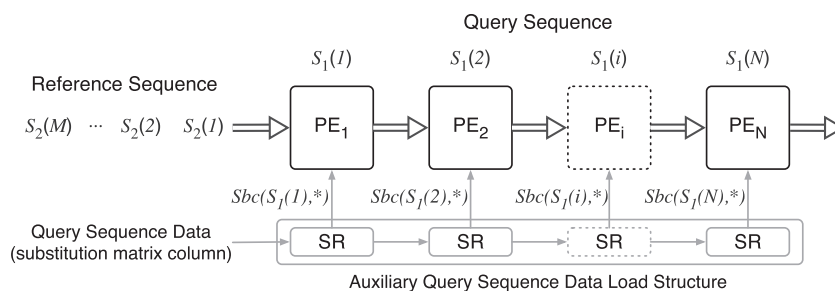 Query Sequence
S₁(1) S₁(2) S₁(i) S₁(N)
Reference Sequence
S₂(M) ... S₂(2) S₂(1) PE₁ PE₂ PEᵢ PE_N
Sbc(S₁(1),*) Sbc(S₁(2),*) Sbc(S₁(i),*) Sbc(S₁(N),*)
Query Sequence Data
(substitution matrix column)
SR SR SR SR
Auxiliary Query Sequence Data Load Structure